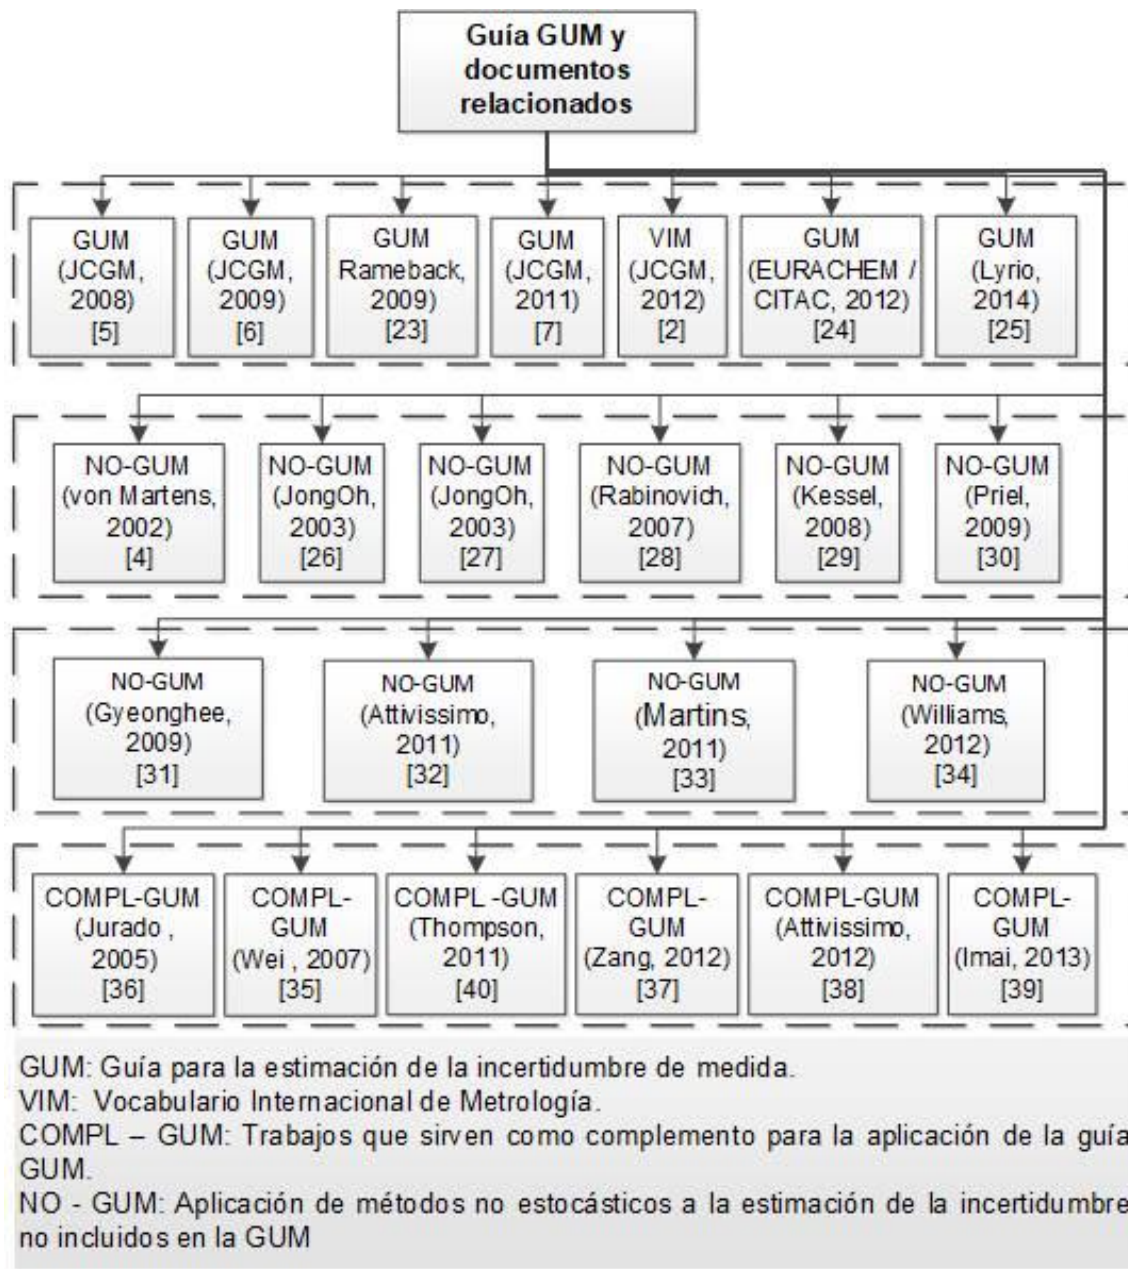 Guía GUM y
documentos
relacionados
GUM
(JCGM,
2008)
[5]
GUM
(JCGM,
2009)
[6]
GUM
Rameback,
2009)
[23]
GUM
(JCGM,
2011)
[7]
VIM
(JCGM,
2012)
[2]
GUM
(EURACHEM /
CITAC, 2012)
[24]
GUM
(Lyrio,
2014)
[25]
NO-GUM
(von Martens,
2002)
[4]
NO-GUM
(JongOh,
2003)
[26]
NO-GUM
(JongOh,
2003)
[27]
NO-GUM
(Rabinovich,
2007)
[28]
NO-GUM
(Kessel,
2008)
[29]
NO-GUM
(Priel,
2009)
[30]
NO-GUM
(Gyeonghee,
2009)
[31]
NO-GUM
(Attivissimo,
2011)
[32]
NO-GUM
(Martins,
2011)
[33]
NO-GUM
(Williams,
2012)
[34]
COMPL-GUM
(Jurado ,
2005)
[36]
COMPL-
GUM
(Wei , 2007)
[35]
COMPL -GUM
(Thompson,
2011)
[40]
COMPL-
GUM
(Zang, 2012)
[37]
COMPL-GUM
(Attivissimo,
2012)
[38]
COMPL-
GUM
(Imai, 2013)
[39]
GUM: Guía para la estimación de la incertidumbre de medida.
VIM: Vocabulario Internacional de Metrología.
COMPL – GUM: Trabajos que sirven como complemento para la aplicación de la guía
GUM.
NO - GUM: Aplicación de métodos no estocásticos a la estimación de la incertidumbre
no incluidos en la GUM